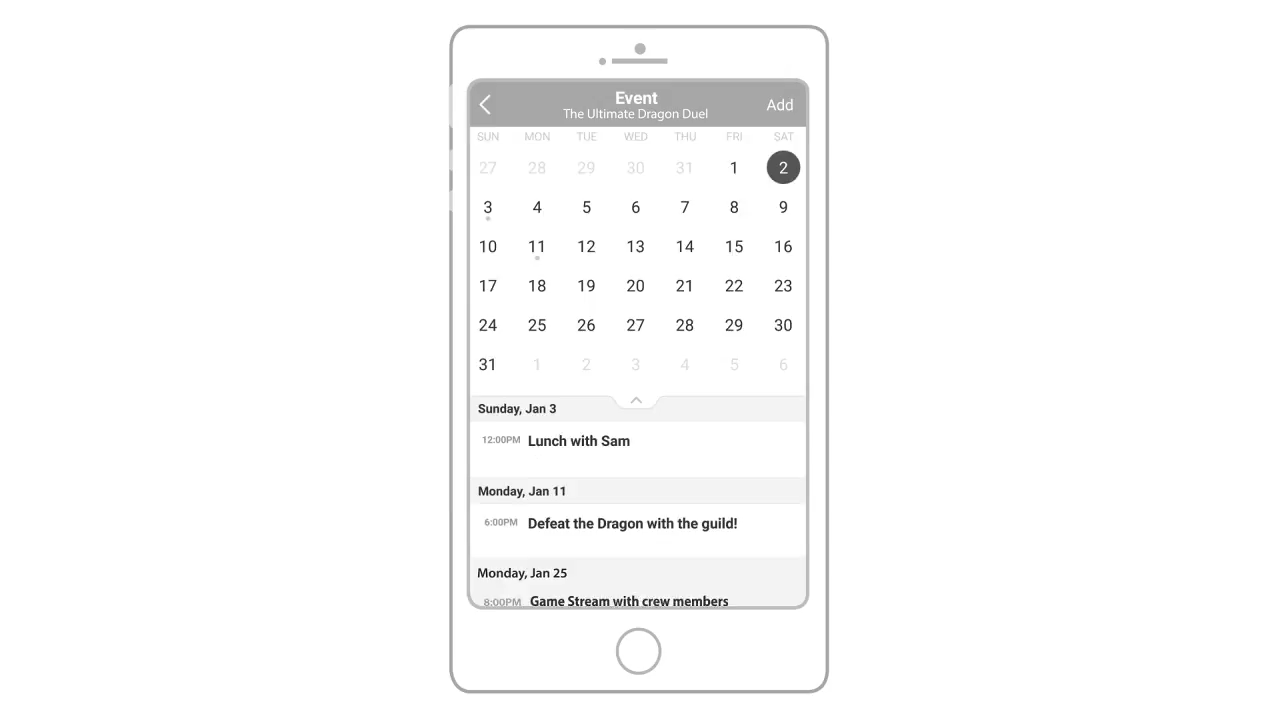 Event
The Ultimate Dragon Duel
Add
SUN MON TUE WED THU FRI SAT
27 28 29 30 31 1 2
3 4 5 6 7 8 9
10 11 12 13 14 15 16
17 18 19 20 21 22 23
24 25 26 27 28 29 30
31 1 2 3 4 5 6
Sunday, Jan 3
12:00PM Lunch with Sam
Monday, Jan 11
6:00PM Defeat the Dragon with the guild!
Monday, Jan 25
8:00PM Game Stream with crew members